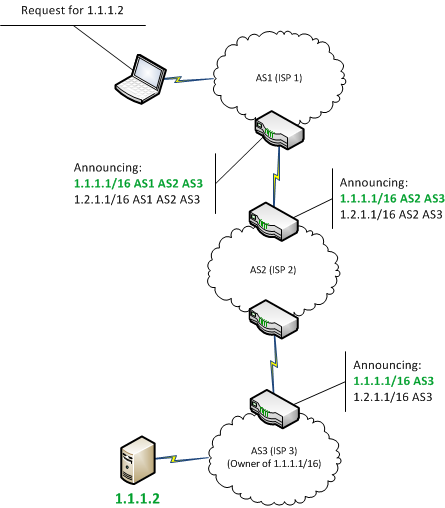 Request for 1.1.1.2
AS1 (ISP 1)
Announcing:
1.1.1.1/16 AS1 AS2 AS3
1.2.1.1/16 AS1 AS2 AS3
Announcing:
1.1.1.1/16 AS2 AS3
1.2.1.1/16 AS2 AS3
AS2 (ISP 2)
Announcing:
1.1.1.1/16 AS3
1.2.1.1/16 AS3
AS3 (ISP 3)
(Owner of 1.1.1.1/16)
1.1.1.2